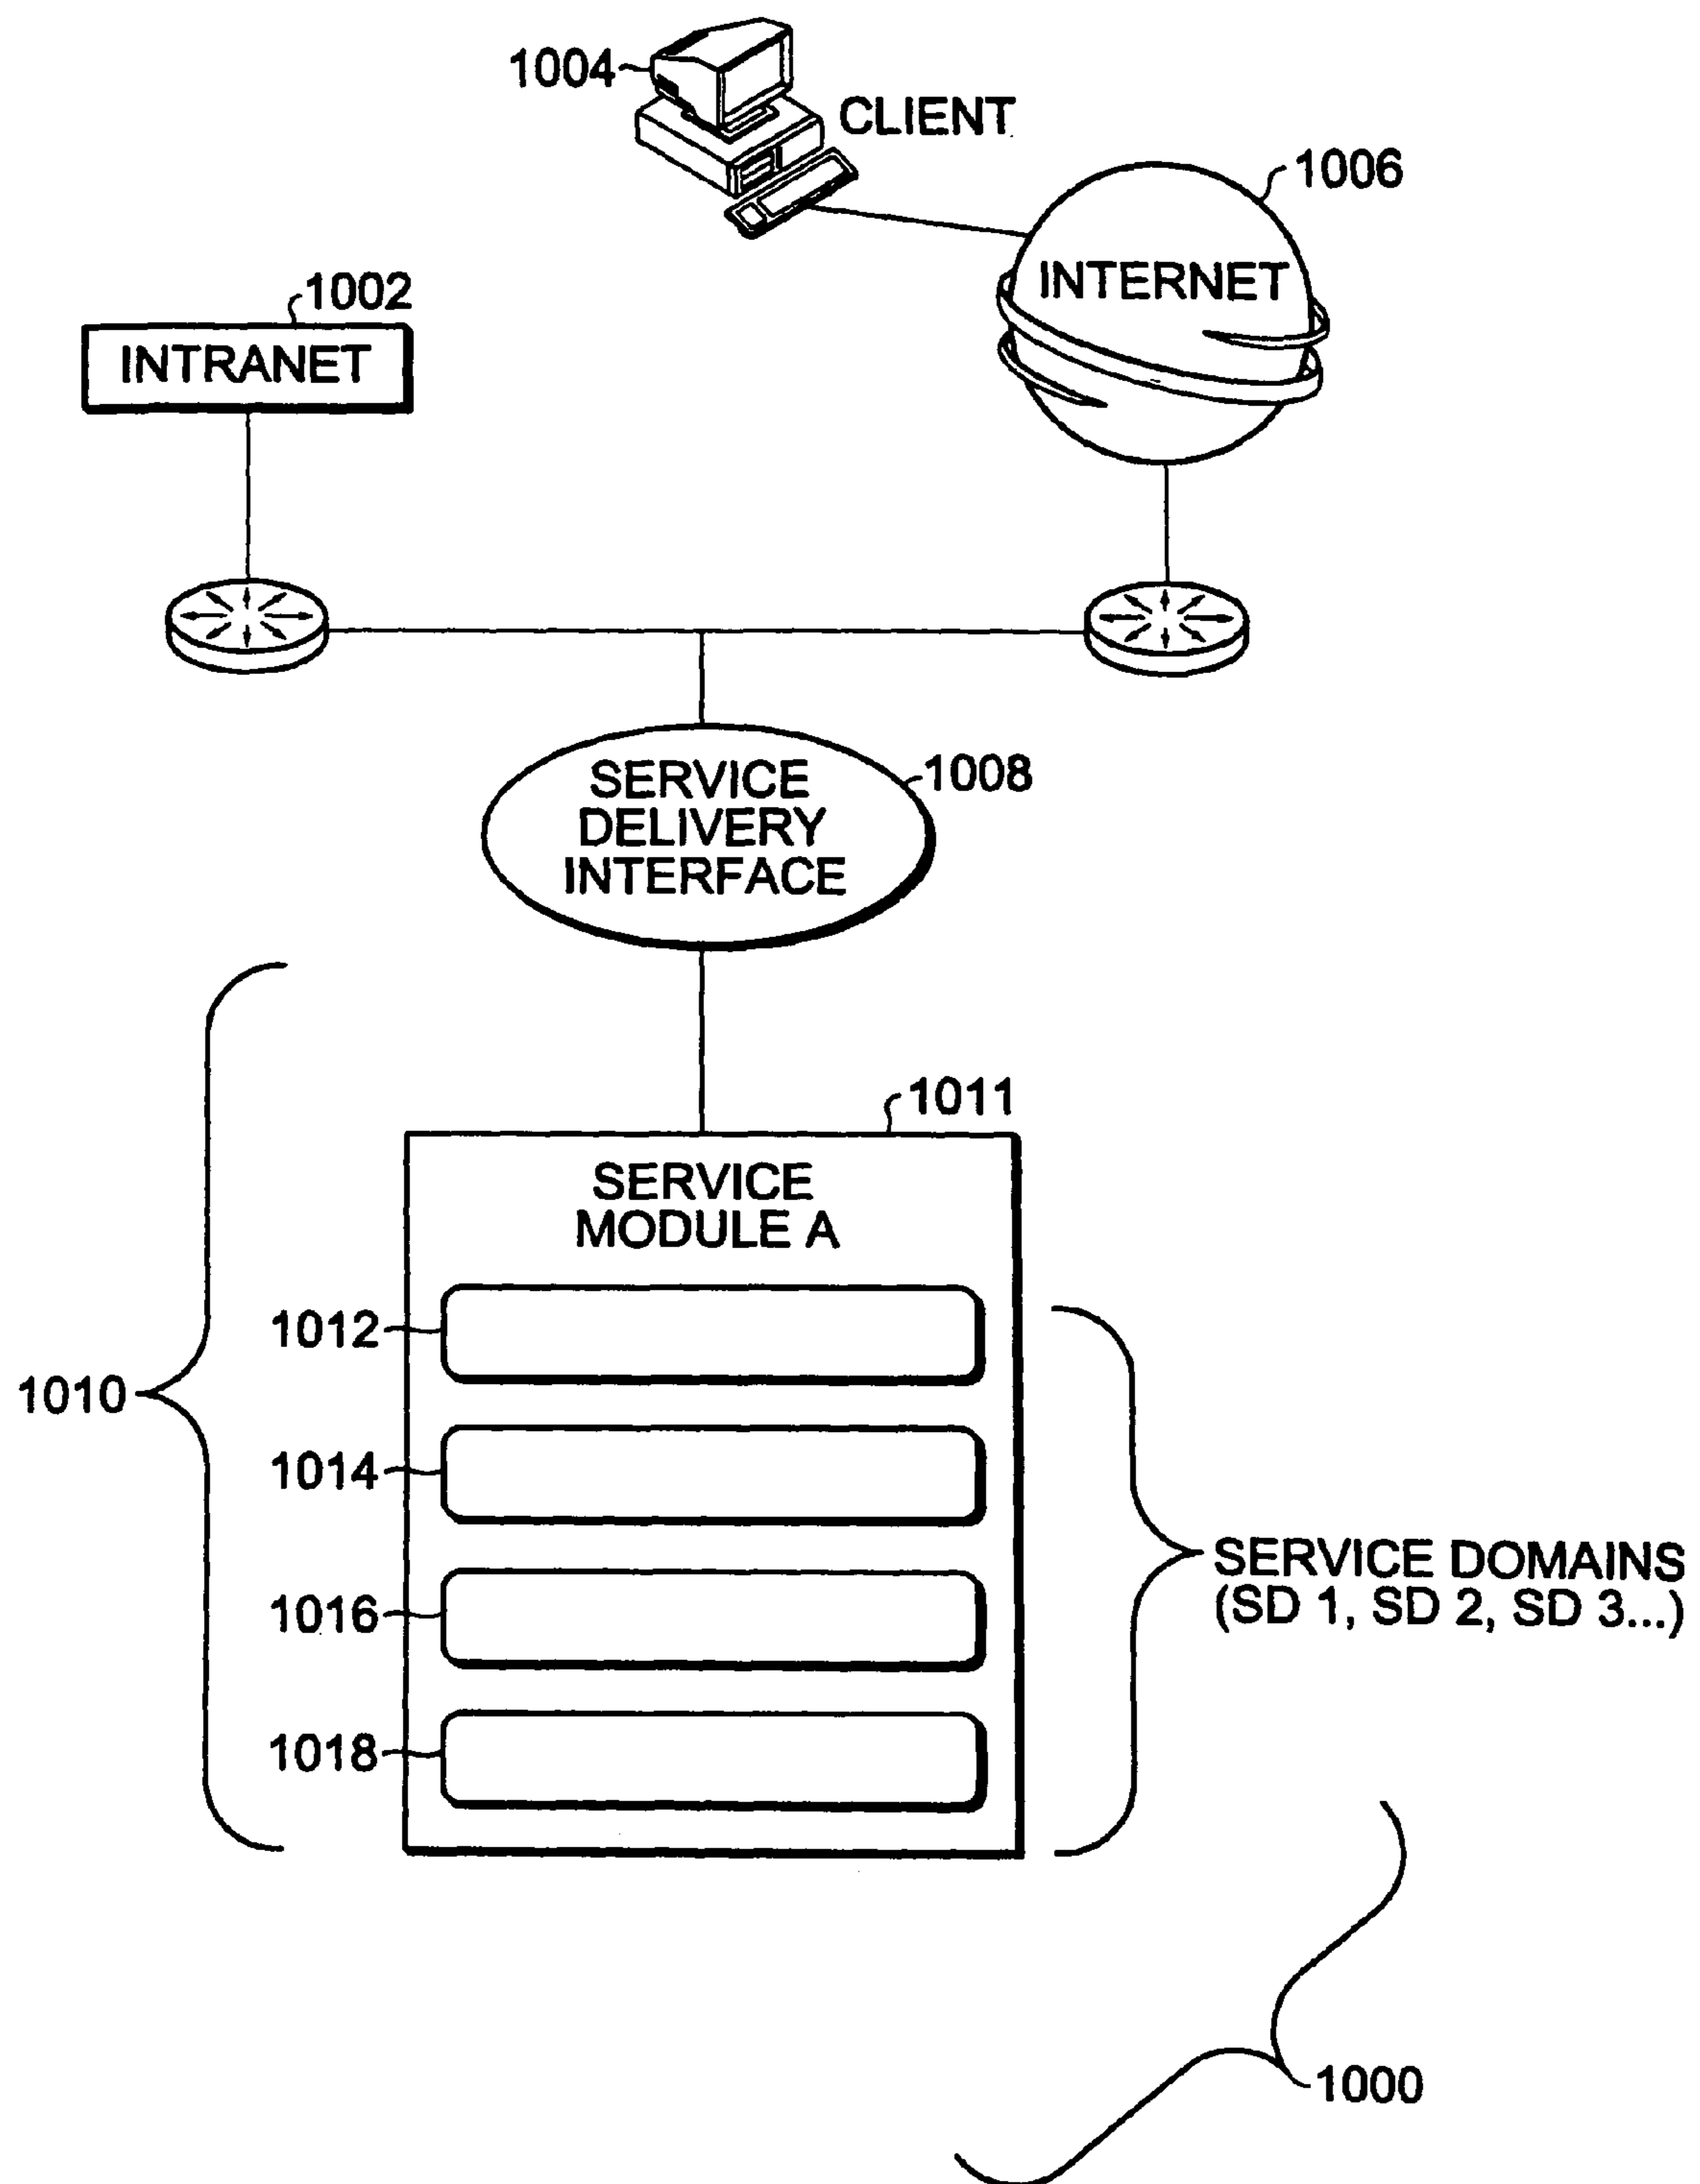 1004
CLIENT
1006
INTERNET
1002
INTRANET
1008
SERVICE
DELIVERY
INTERFACE
1011
SERVICE
MODULE A
1012
1010
1014
SERVICE DOMAINS
(SD 1, SD 2, SD 3...)
1016
1018
1000